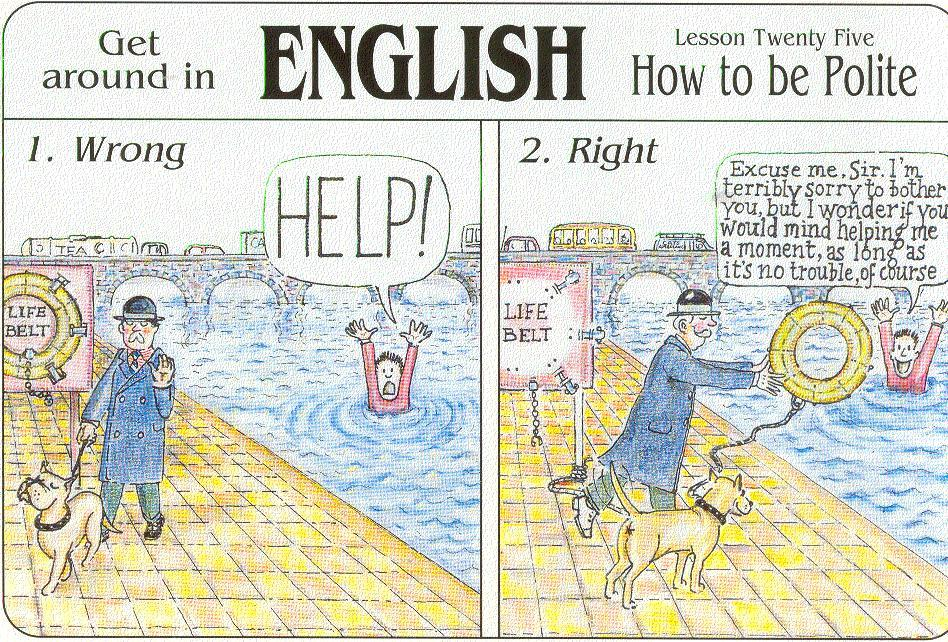 Get
around in
ENGLISH
Lesson Twenty Five
How to be Polite
1. Wrong
HELP!
TEA
CA
LIFE
BELT
2. Right
Excuse me, Sir. I'm
terribly sorry to bother
you, but I wonder if you
would mind helping me
a moment, as long as
it's no trouble, of course
LIFE
BELT